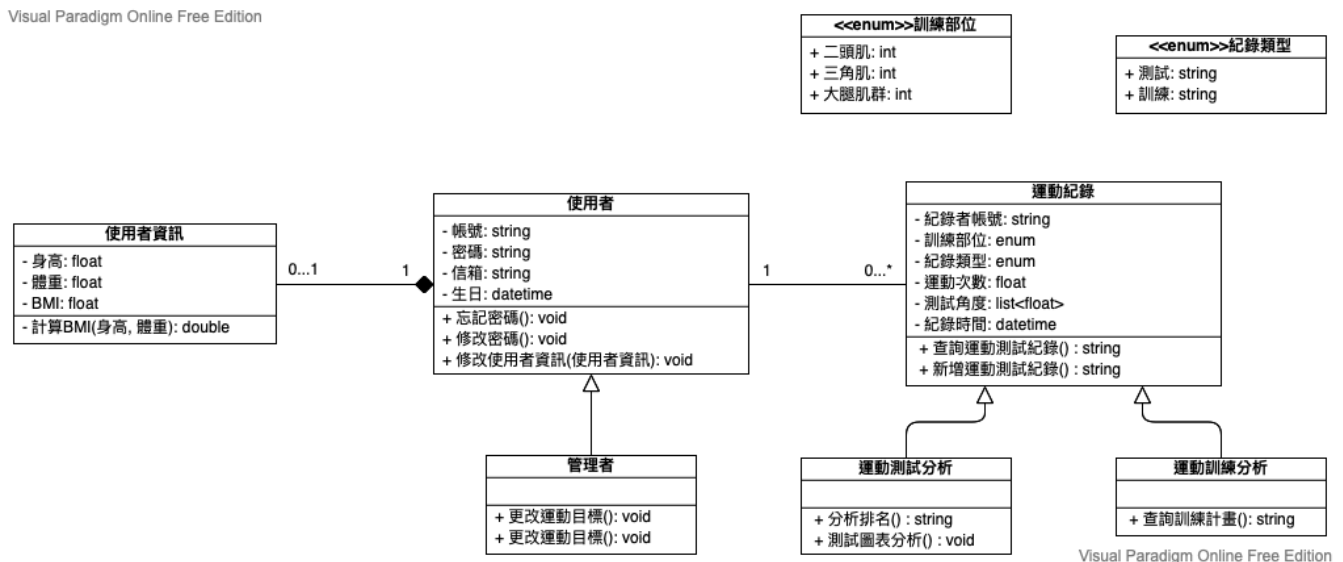 Visual Paradigm Online Free Edition
<<enum>>訓練部位
+ 二頭肌: int
+ 三角肌: int
+ 大腿肌群: int
<<enum>>紀錄類型
+ 測試: string
+ 訓練: string
使用者資訊
- 身高: float
- 體重: float
- BMI: float
- 計算BMI(身高, 體重): double
0...1
1
使用者
- 帳號: string
- 密碼: string
- 信箱: string
- 生日: datetime
+ 忘記密碼(): void
+ 修改密碼(): void
+ 修改使用者資訊(使用者資訊): void
1
0...*
運動紀錄
- 紀錄者帳號: string
- 訓練部位: enum
- 紀錄類型: enum
- 運動次數: float
- 測試角度: list<float>
- 紀錄時間: datetime
+ 查詢運動測試紀錄() : string
+ 新增運動測試紀錄() : string
管理者
+ 更改運動目標(): void
+ 更改運動目標(): void
運動測試分析
+ 分析排名() : string
+ 測試圖表分析() : void
運動訓練分析
+ 查詢訓練計畫(): string
Visual Paradigm Online Free Edition